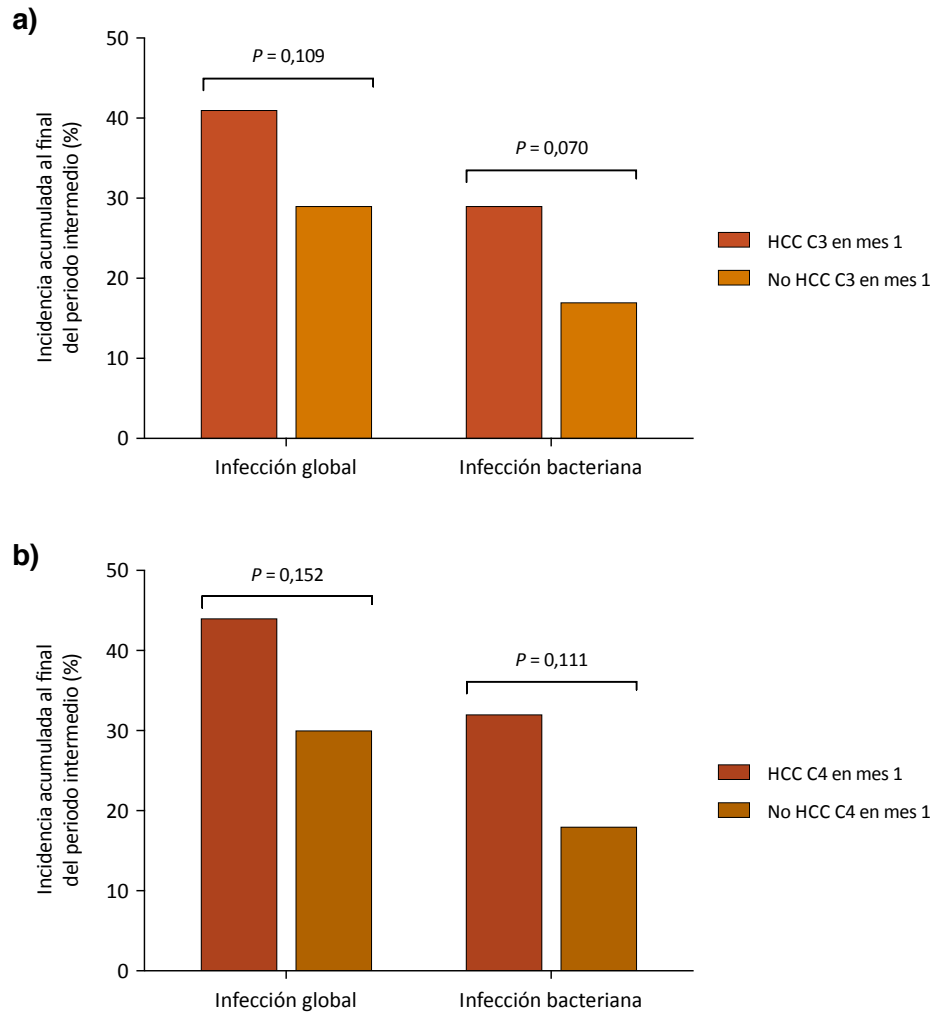 a)
Incidencia acumulada al final
del periodo intermedio (%)
50
40
30
20
10
0
P = 0,109
P = 0,070
Infección global
Infección bacteriana
HCC C3 en mes 1
No HCC C3 en mes 1
b)
Incidencia acumulada al final
del periodo intermedio (%)
50
40
30
20
10
0
P = 0,152
P = 0,111
Infección global
Infección bacteriana
HCC C4 en mes 1
No HCC C4 en mes 1